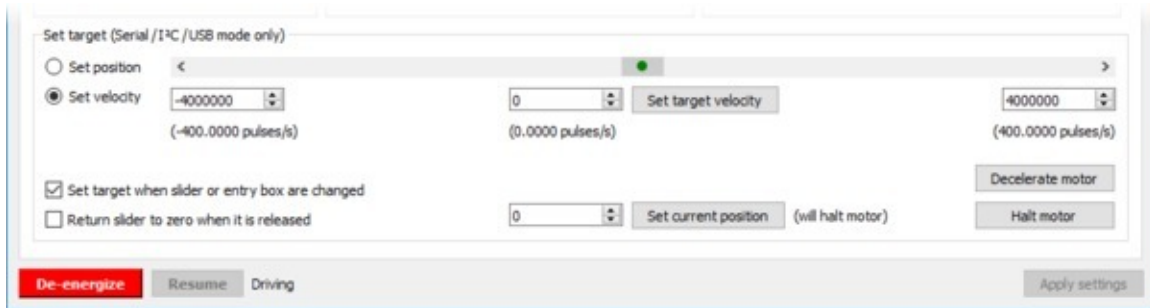 Set target (Serial/I²C/USB mode only)
Set position
Set velocity -4000000 0 Set target velocity 4000000
(-400.0000 pulses/s) (0.0000 pulses/s) (400.0000 pulses/s)
Decelerate motor
Set target when slider or entry box are changed
Return slider to zero when it is released 0 Set current position (will halt motor) Halt motor
De-energize Resume Driving Apply settings